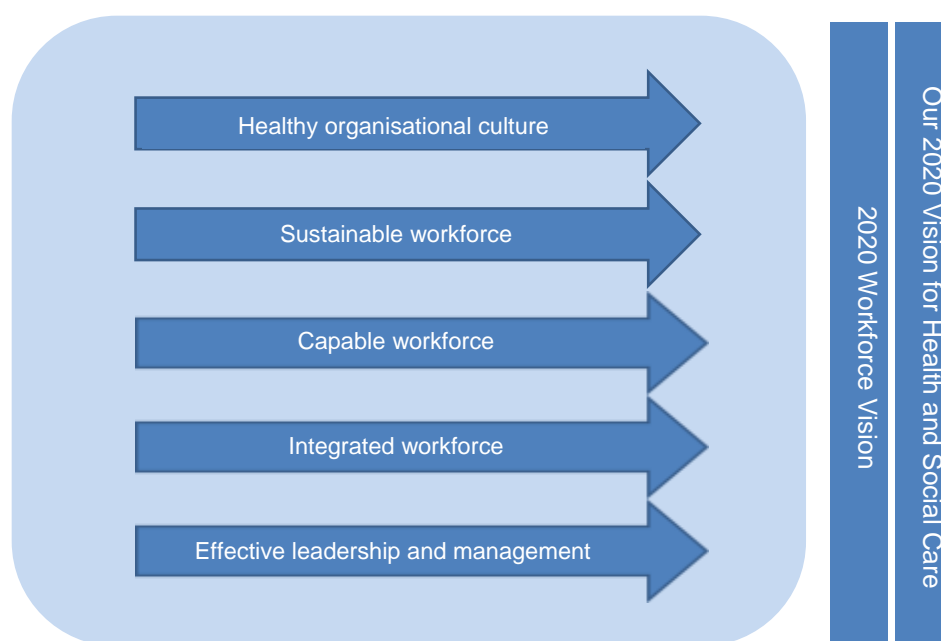 Healthy organisational culture
Sustainable workforce
Capable workforce
Integrated workforce
Effective leadership and management
2020 Workforce Vision
Our 2020 Vision for Health and Social Care